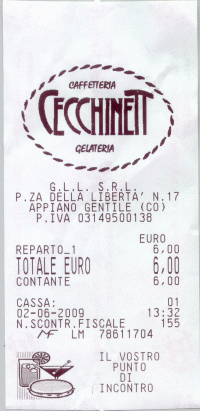 CAFFETTERIA
CECCHINETT
GELATERIA
G.L.L. S.R.L.
P.ZA DELLA LIBERTA' N.17
APPIANO GENTILE (CO)
P.IVA 03149500138
EURO
REPARTO_1 6,00
TOTALE EURO 6,00
CONTANTE 6,00
CASSA: 01
02-06-2009 13:32
N.SCONTR.FISCALE 155
MF LM 78611704
IL VOSTRO
PUNTO
DI
INCONTRO